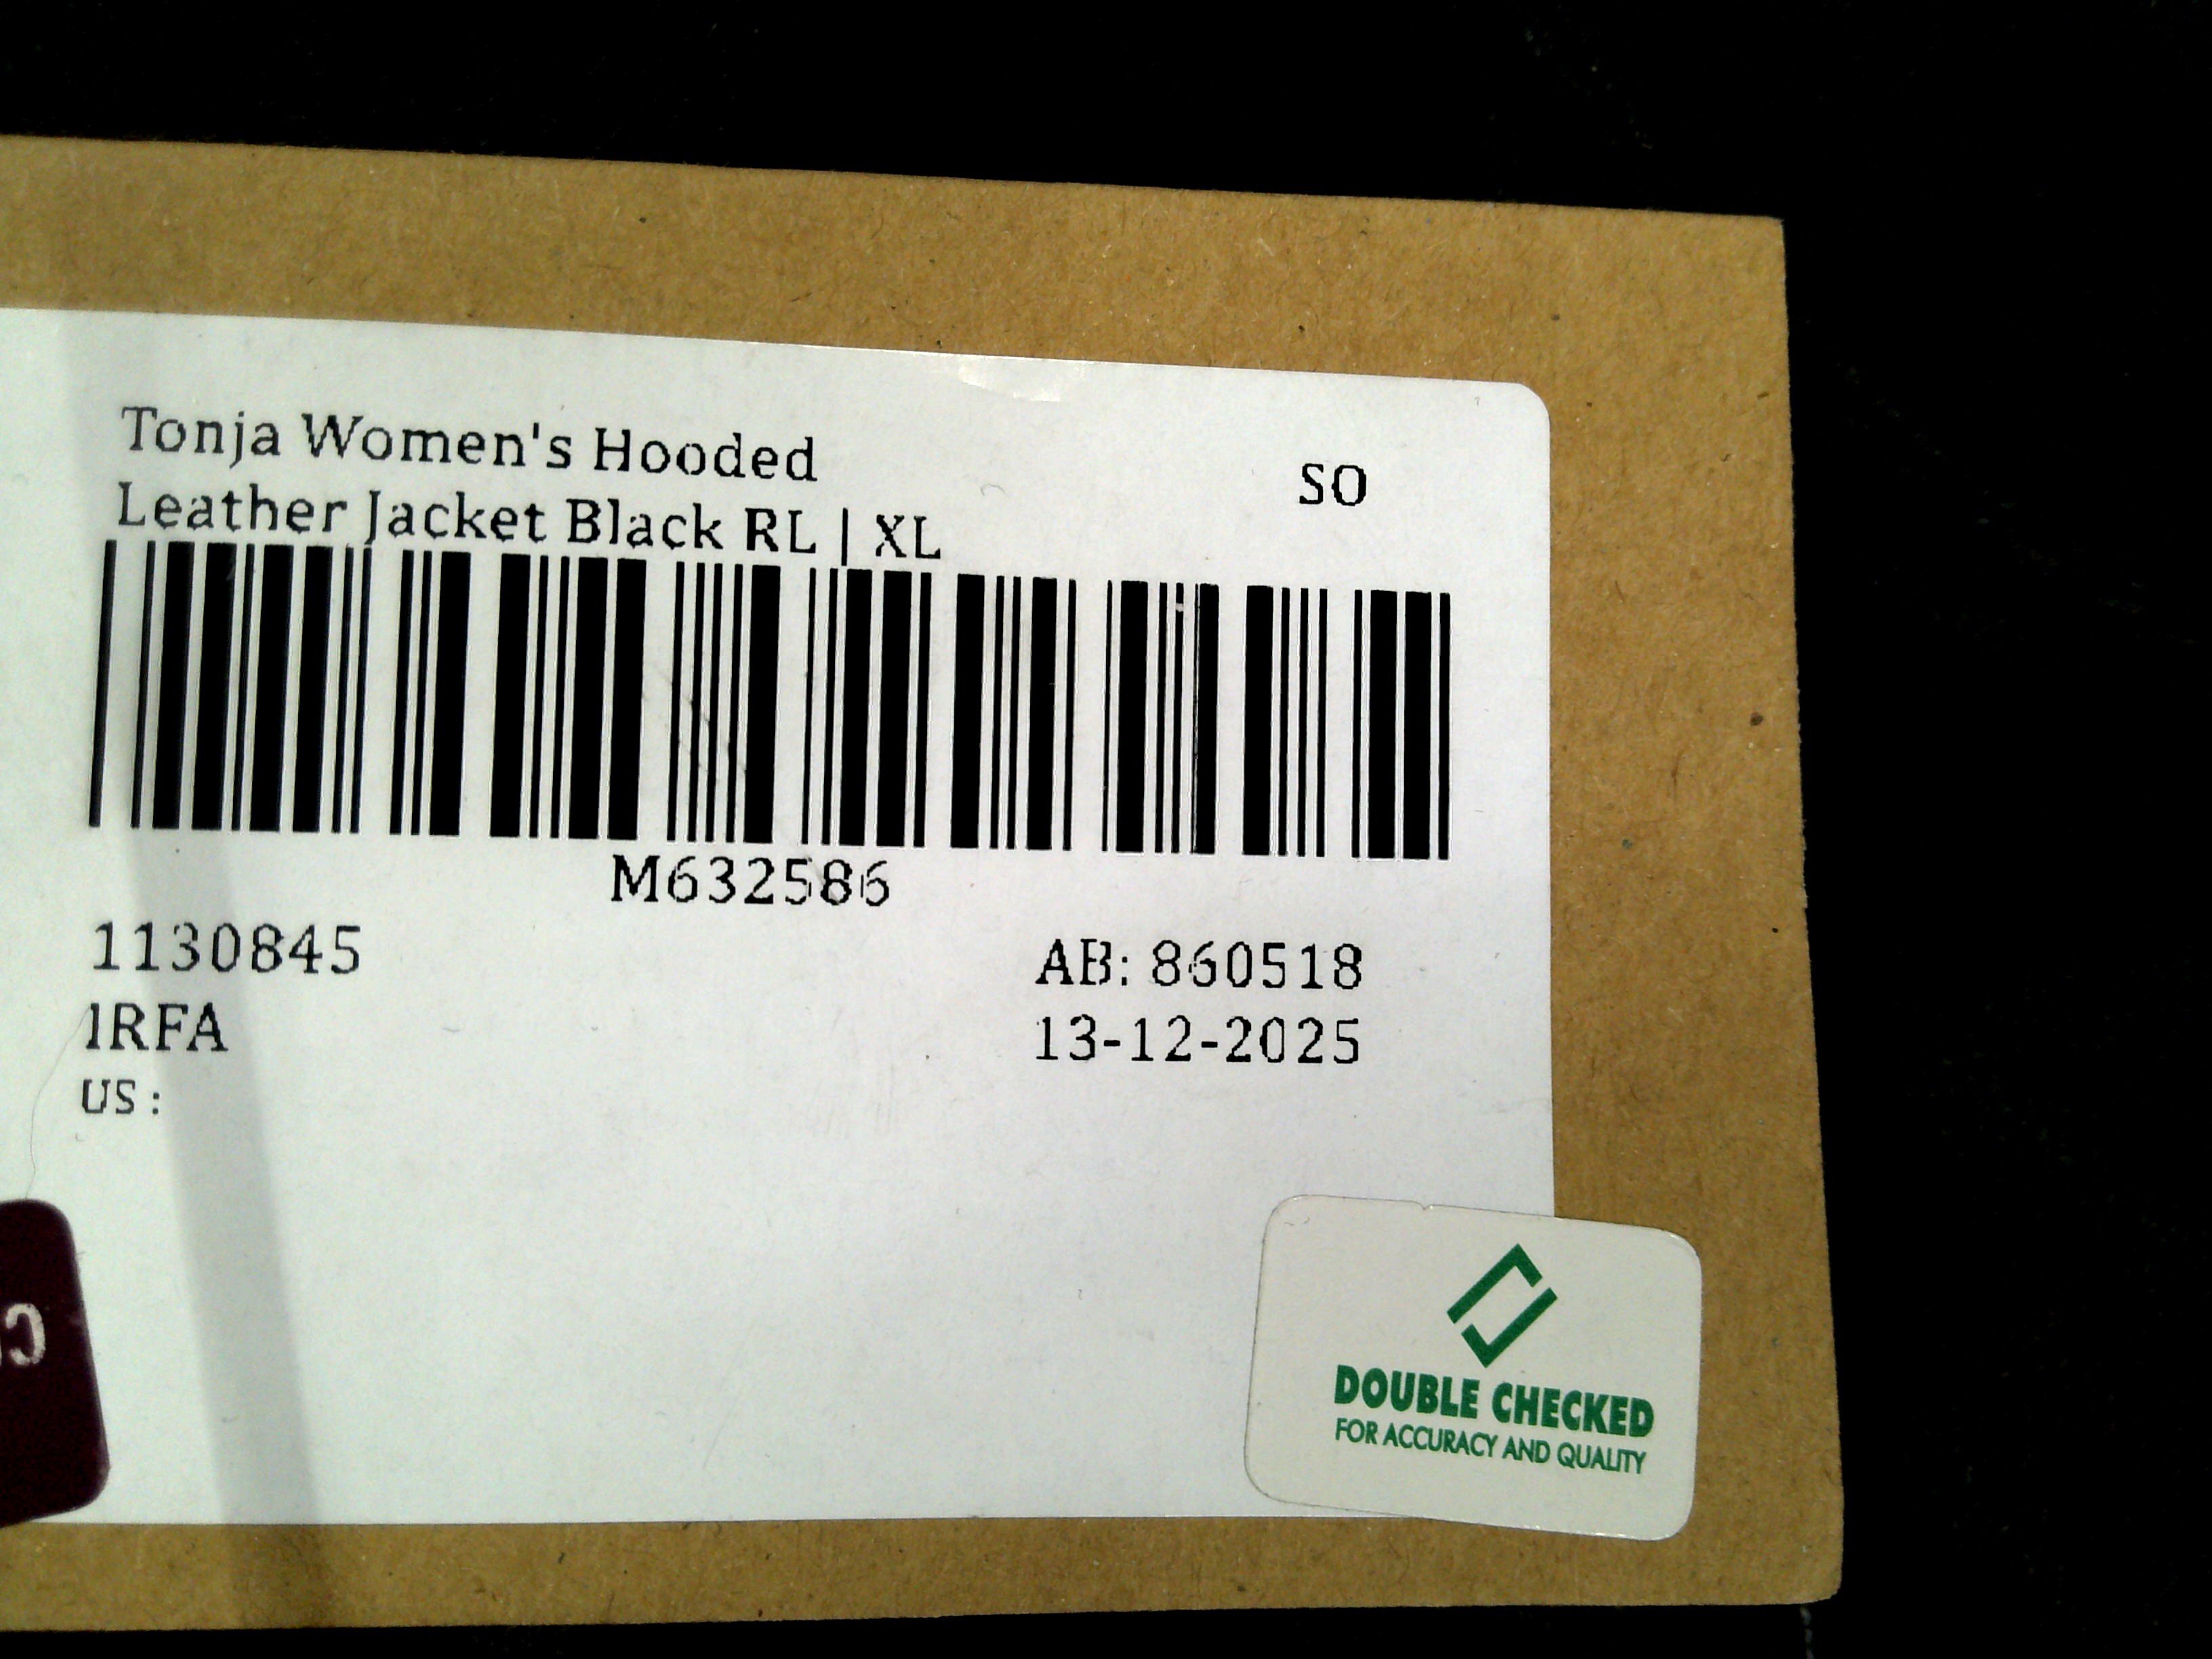 Tonja Women's Hooded
Leather Jacket Black RL | XL
SO
M632586
1130845
AB: 860518
IRFA
13-12-2025
US :
DOUBLE CHECKED
FOR ACCURACY AND QUALITY